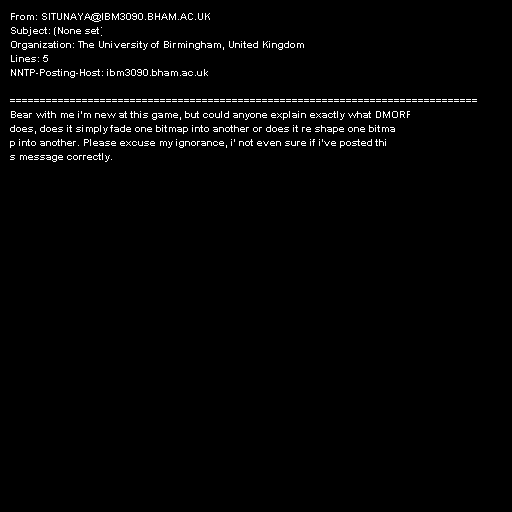 From: SITUNAYA@IBM3090.BHAM.AC.UK
Subject: (None set)
Organization: The University of Birmingham, United Kingdom
Lines: 5
NNTP-Posting-Host: ibm3090.bham.ac.uk
==============================================================================
Bear with me i'm new at this game, but could anyone explain exactly what DMORF
does, does it simply fade one bitmap into another or does it re shape one bitma
p into another. Please excuse my ignorance, i' not even sure if i've posted thi
s message correctly.